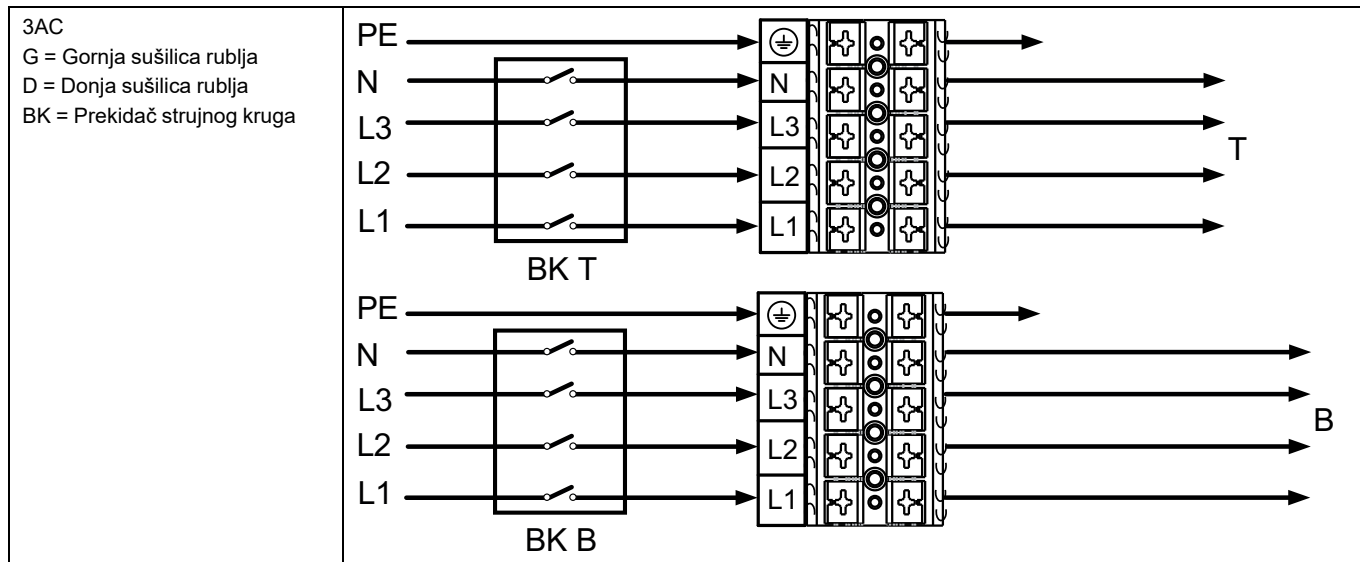 3AC
G = Gornja sušilica rublja
D = Donja sušilica rublja
BK = Prekidač strujnog kruga
PE
N
L3
L2
L1
BK T
N
L3
L2
L1
T
PE
N
L3
L2
L1
BK B
N
L3
L2
L1
B